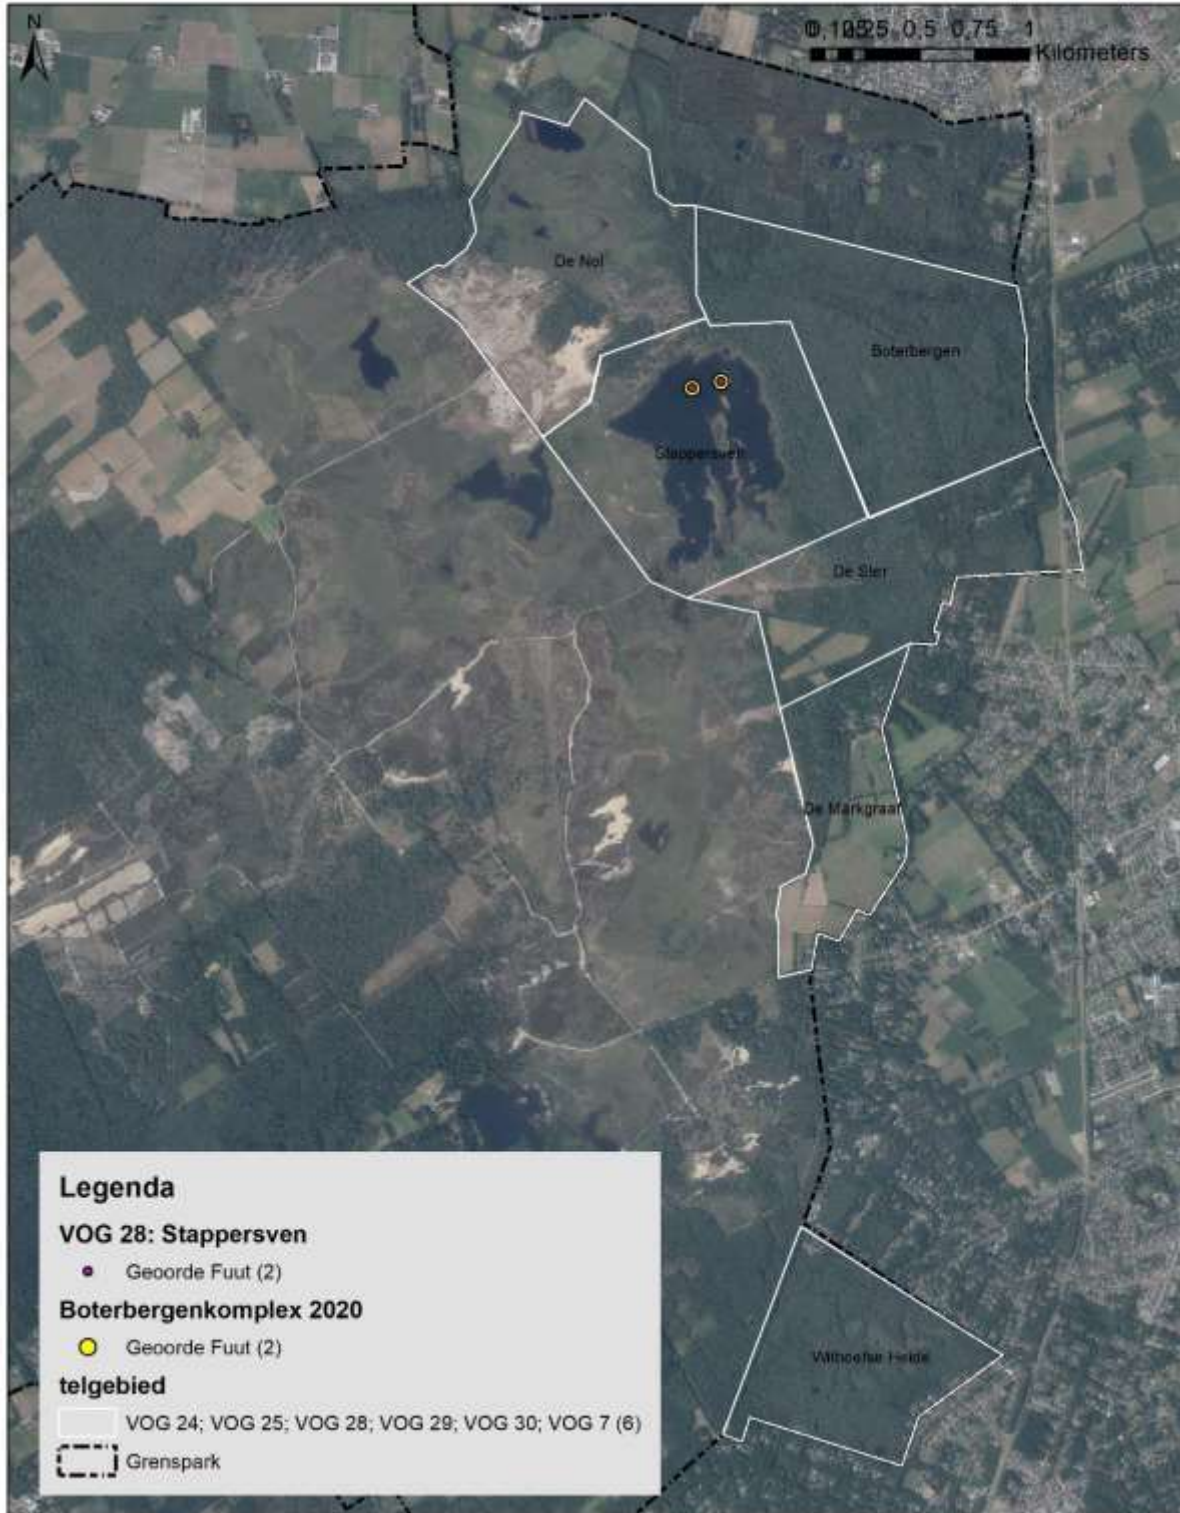 N
0,5 0,75 1
Kilometers
De Nol
Boterbergen
Stappersven
De Ster
De Markgraaf
Withoefse Heide
Legenda
VOG 28: Stappersven
Geoorde Fuut (2)
Boterbergenkomplex 2020
Geoorde Fuut (2)
telgebied
VOG 24; VOG 25; VOG 28; VOG 29; VOG 30; VOG 7 (6)
Grenspark